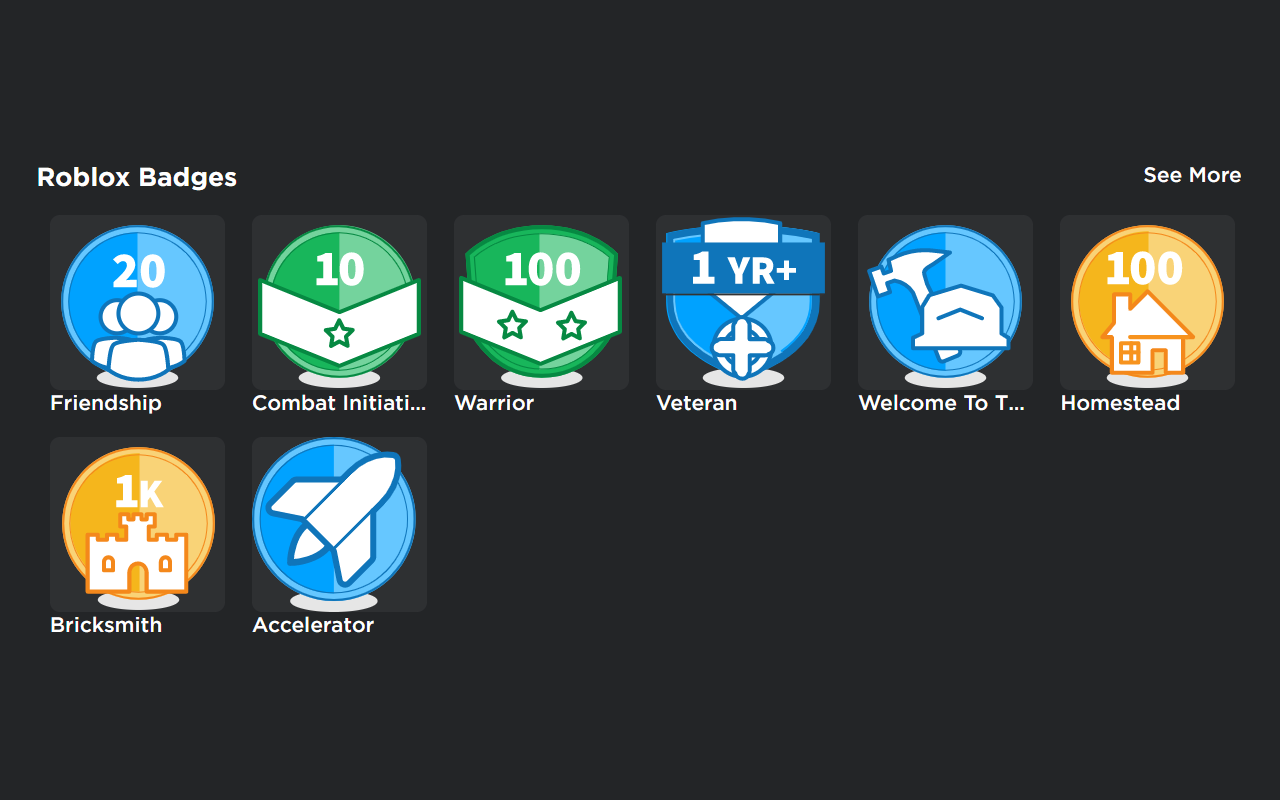 Roblox Badges
See More
20
10
100
1 YR+
100
Friendship
Combat Initiati...
Warrior
Veteran
Welcome To T...
Homestead
1K
Bricksmith
Accelerator